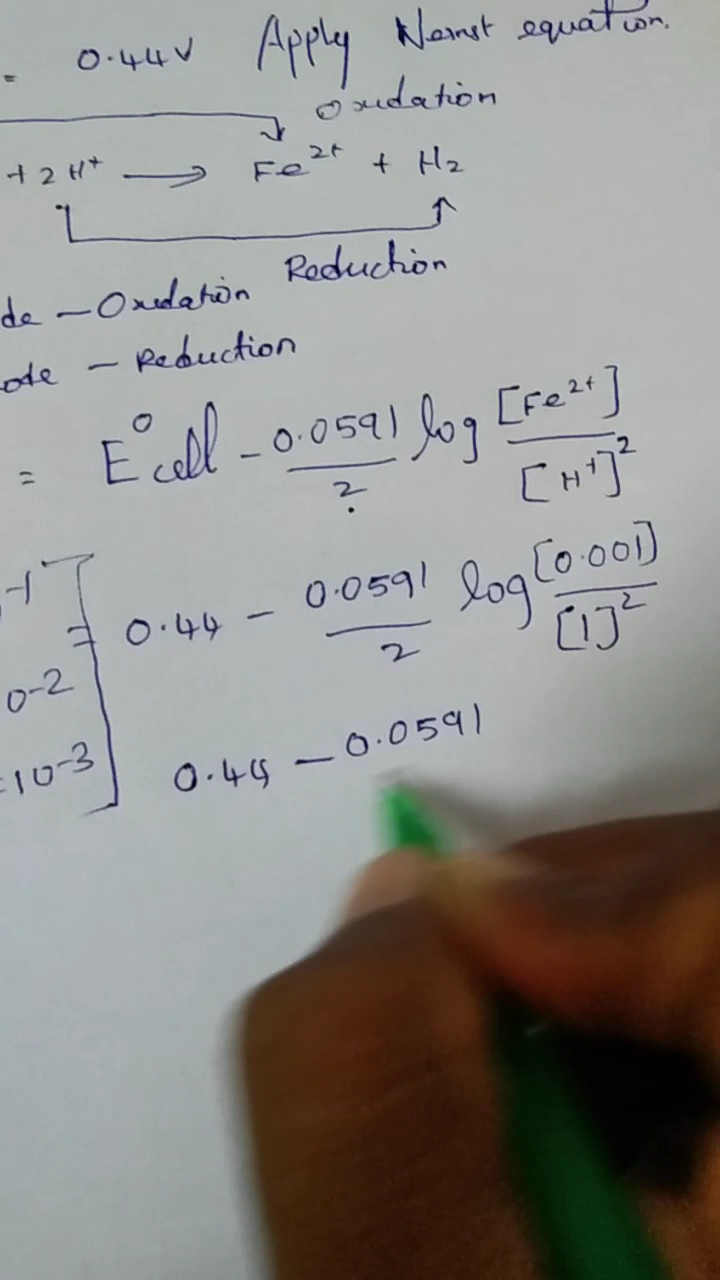 = 0.44V Apply Nernst equation.
Oxidation
+ 2H⁺ ⟶ Fe²⁺ + H₂
Reduction
de – Oxidation
ode – Reduction
= E°cell – 0.0591/2 log [Fe²⁺]/[H⁺]²
-1
= 0.44 – 0.0591/2 log [0.001]/[1]²
0-2
=10-3
0.44 – 0.0591